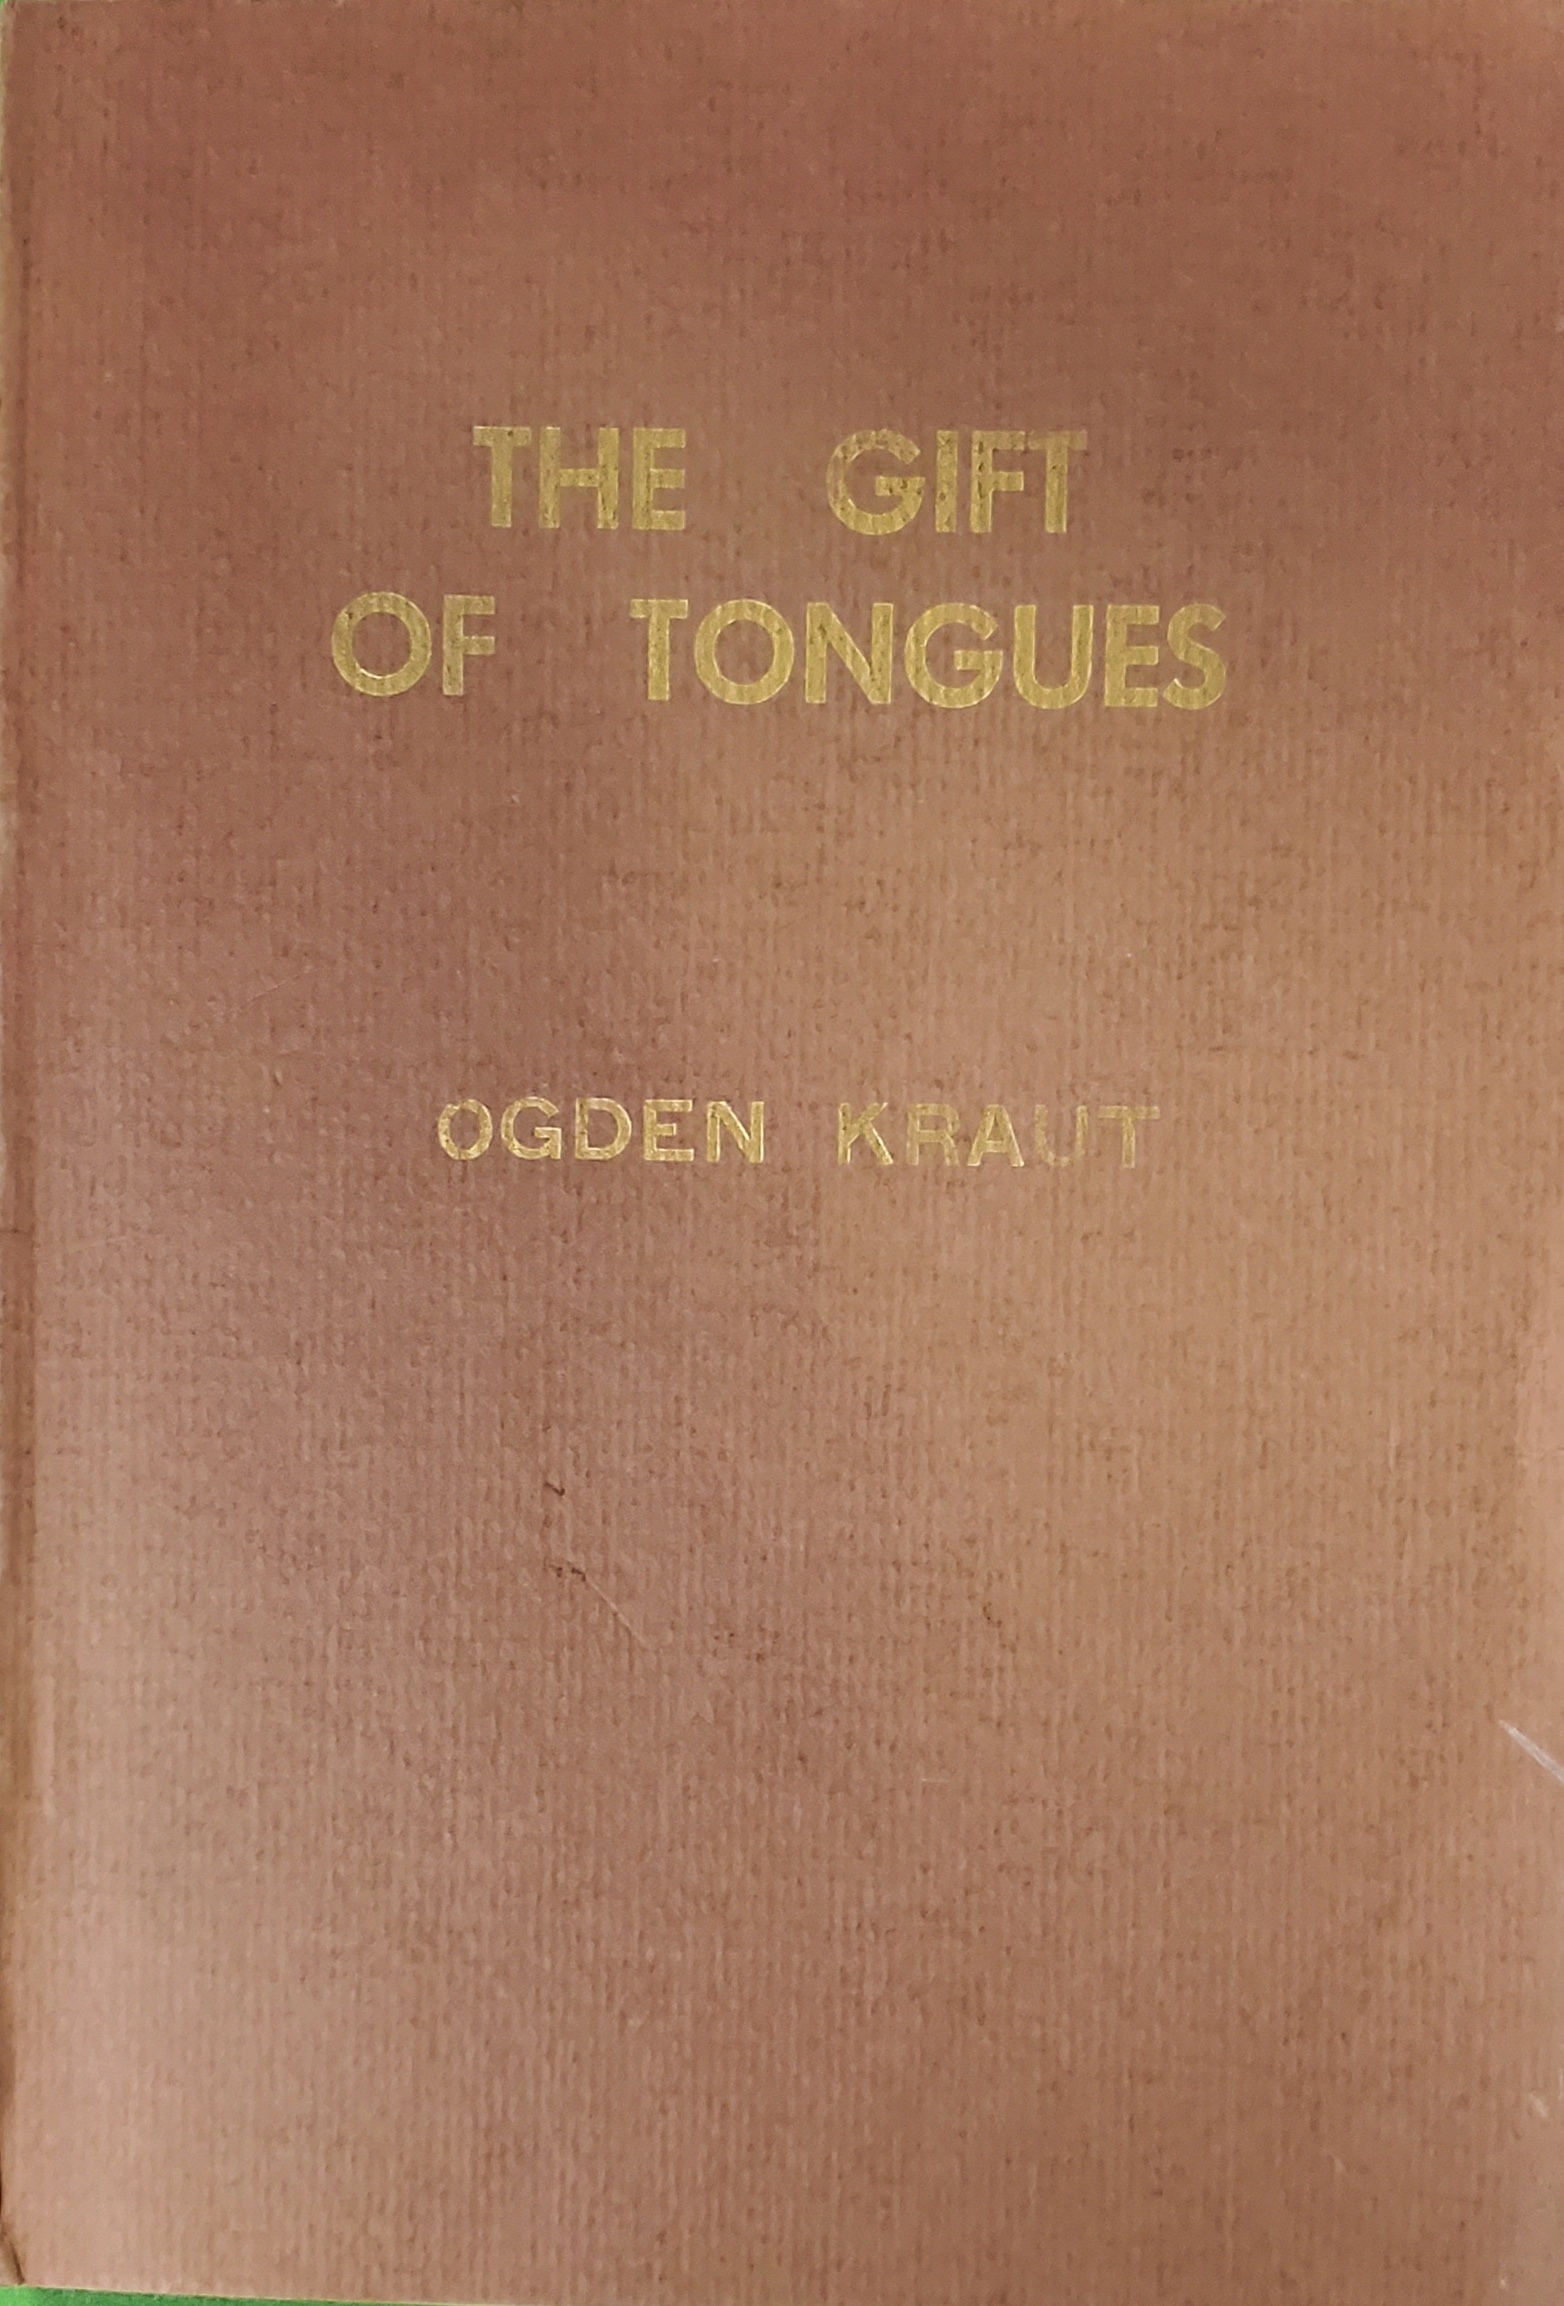 THE GIFT
OF TONGUES
OGDEN KRAUT